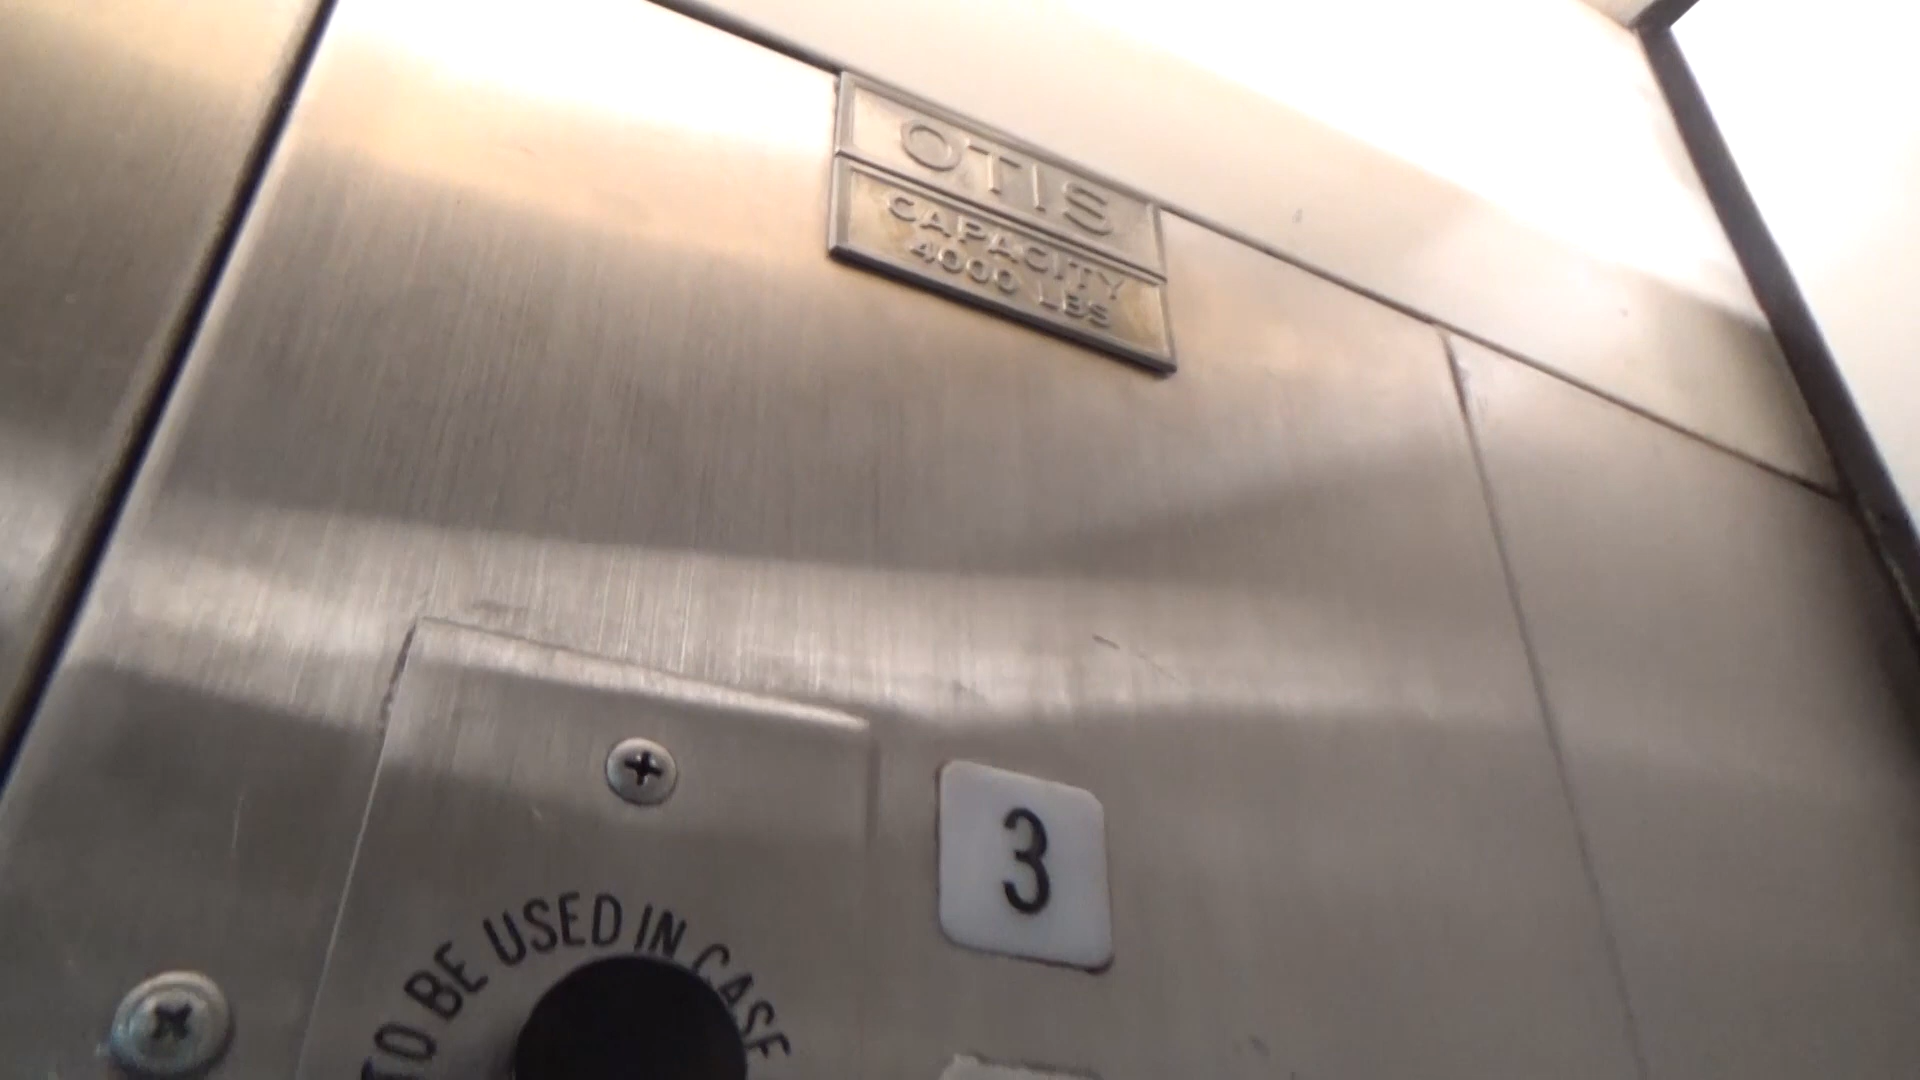 OTIS
CAPACITY
4000 LBS
3
TO BE USED IN CASE